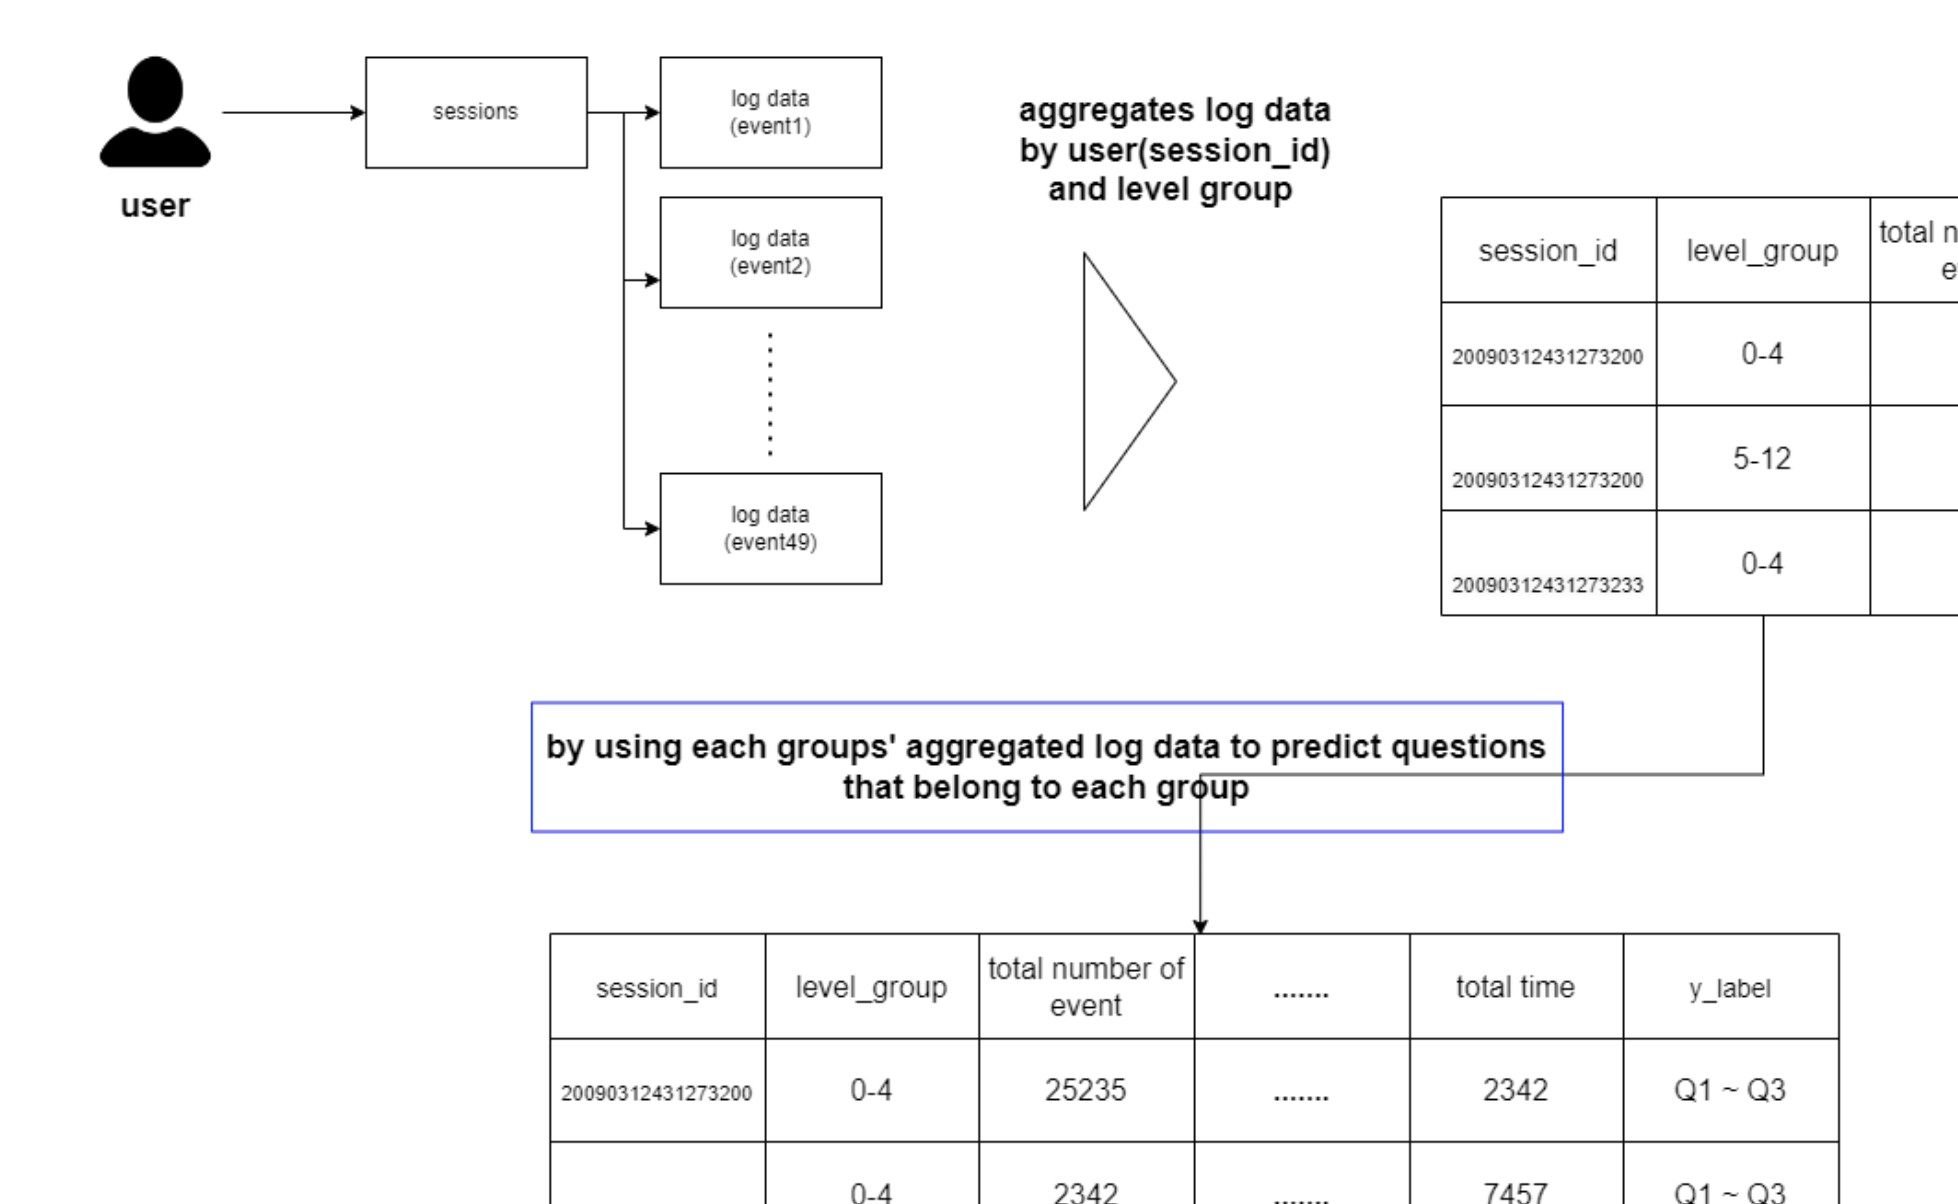 user
sessions
log data
(event1)
log data
(event2)
log data
(event49)
aggregates log data
by user(session_id)
and level group
session_id
level_group
total n
e
20090312431273200
0-4
20090312431273200
5-12
20090312431273233
0-4
by using each groups' aggregated log data to predict questions
that belong to each group
session_id
level_group
total number of
event
.......
total time
y_label
20090312431273200
0-4
25235
.......
2342
Q1 ~ Q3
0-4
2342
.......
7457
Q1 ~ Q3